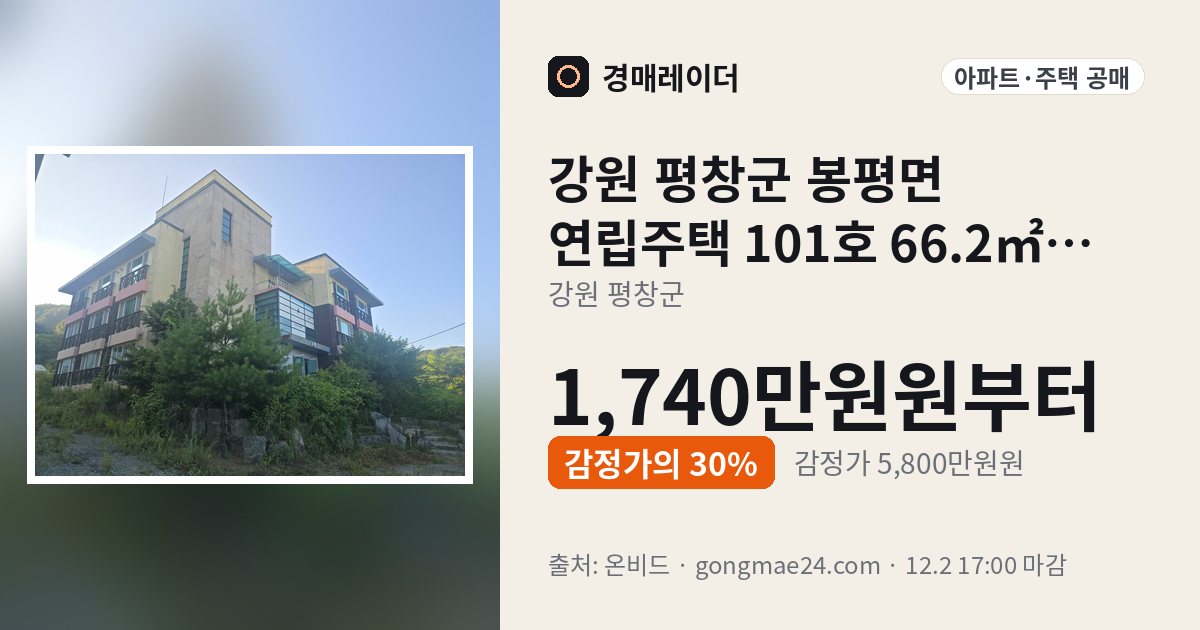 경매레이더
아파트·주택 공매
강원 평창군 봉평면
연립주택 101호 66.2㎡…
강원 평창군
1,740만원원부터
감정가의 30%
감정가 5,800만원원
출처: 온비드 · gongmae24.com · 12.2 17:00 마감